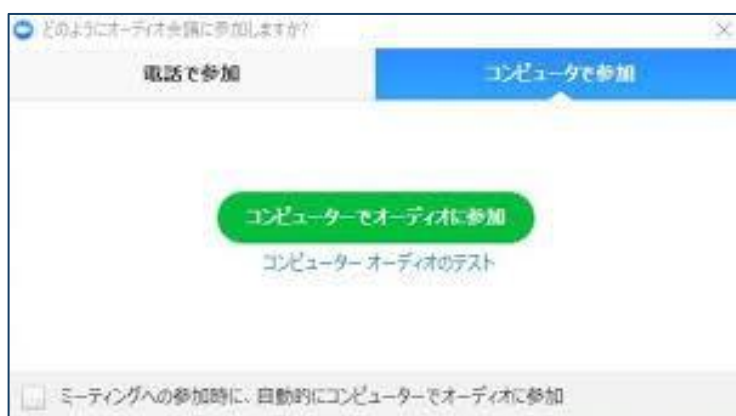 どのようにオーディオ会議に参加しますか?
電話で参加
コンピュータで参加
コンピューターでオーディオに参加
コンピューター オーディオのテスト
ミーティングへの参加時に、自動的にコンピューターでオーディオに参加